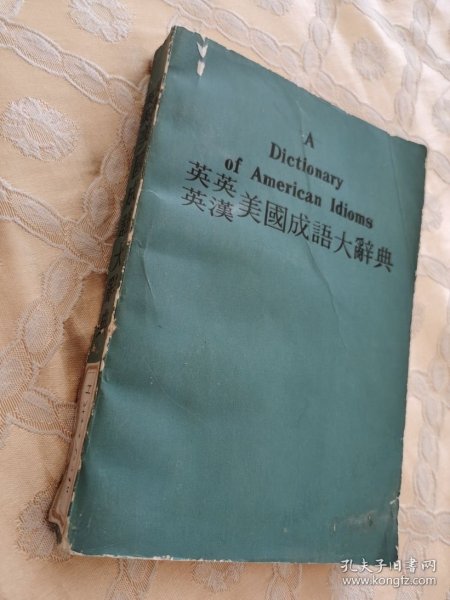 A
Dictionary
of American Idioms
英英
英漢
美國成語大辭典
孔夫子旧书网
www.kongfz.com